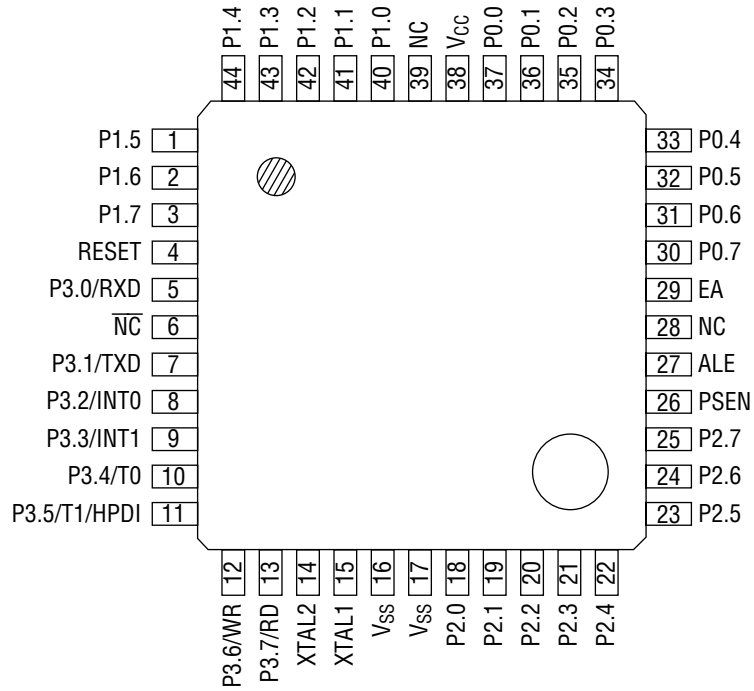 P1.4 P1.3 P1.2 P1.1 P1.0 NC VCC P0.0 P0.1 P0.2 P0.3
44 43 42 41 40 39 38 37 36 35 34
P1.5 1 33 P0.4
P1.6 2 32 P0.5
P1.7 3 31 P0.6
RESET 4 30 P0.7
P3.0/RXD 5 29 EA
N̅C̅ 6 28 NC
P3.1/TXD 7 27 ALE
P3.2/INT0 8 26 PSEN
P3.3/INT1 9 25 P2.7
P3.4/T0 10 24 P2.6
P3.5/T1/HPDI 11 23 P2.5
12 13 14 15 16 17 18 19 20 21 22
P3.6/WR P3.7/RD XTAL2 XTAL1 VSS VSS P2.0 P2.1 P2.2 P2.3 P2.4